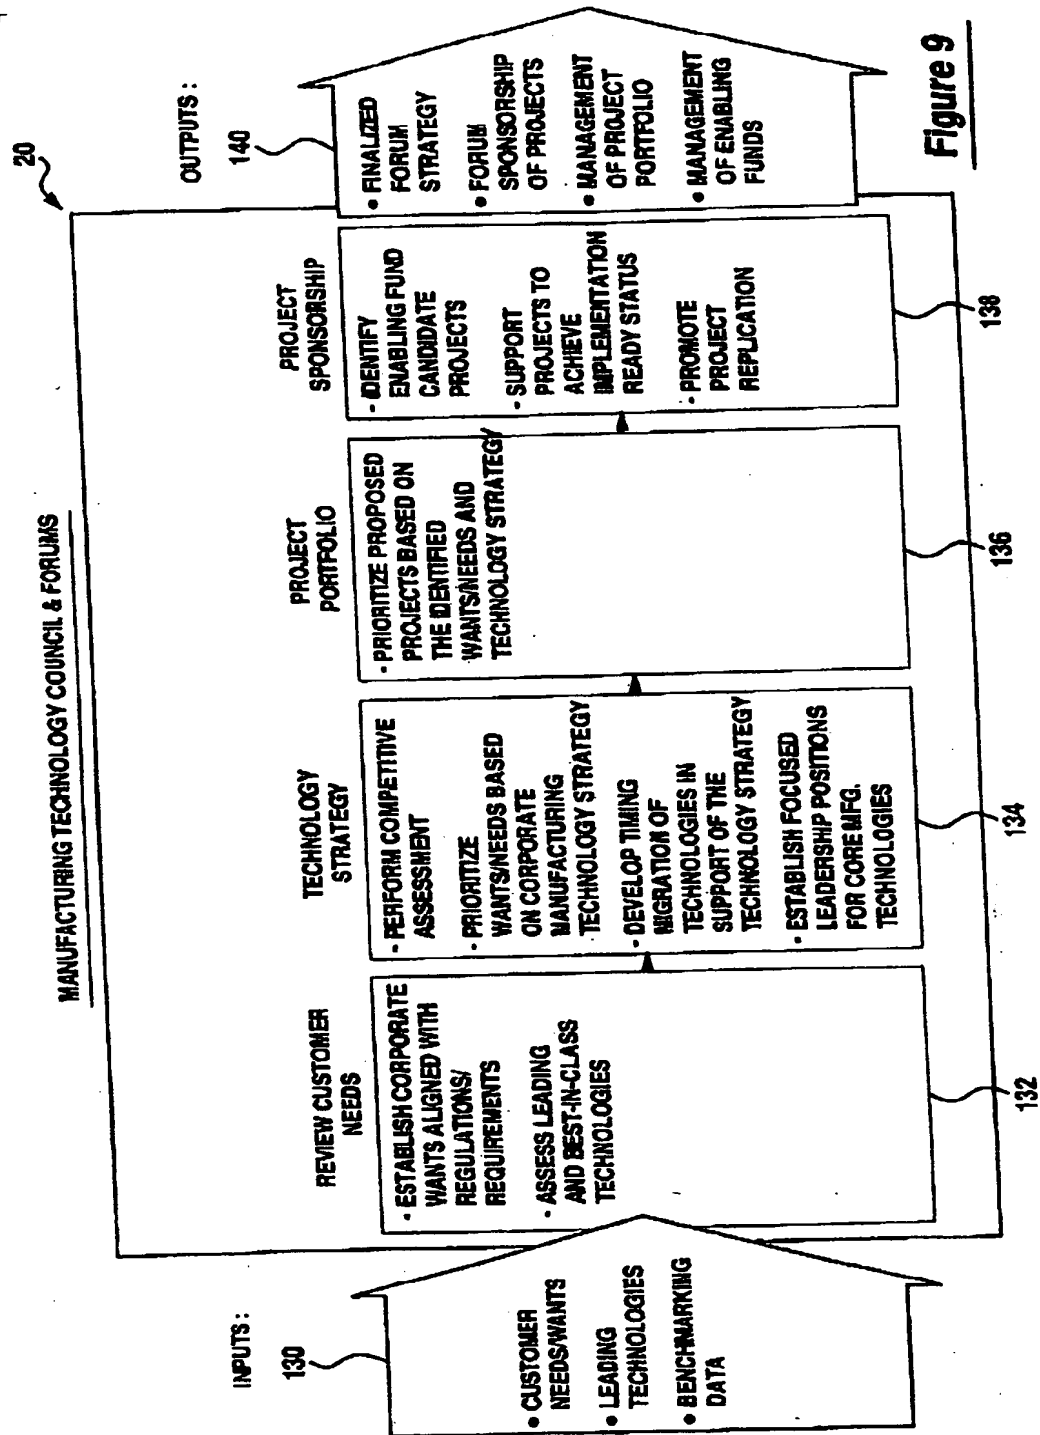 MANUFACTURING TECHNOLOGY COUNCIL & FORUMS
20
INPUTS :
130
• CUSTOMER
NEEDS/WANTS
• LEADING
TECHNOLOGIES
• BENCHMARKING
DATA
REVIEW CUSTOMER
NEEDS
• ESTABLISH CORPORATE
WANTS ALIGNED WITH
REGULATIONS/
REQUIREMENTS
• ASSESS LEADING
AND BEST-IN-CLASS
TECHNOLOGIES
132
TECHNOLOGY
STRATEGY
• PERFORM COMPETITIVE
ASSESSMENT
• PRIORITIZE
WANTS/NEEDS BASED
ON CORPORATE
MANUFACTURING
TECHNOLOGY STRATEGY
• DEVELOP TIMING
MIGRATION OF
TECHNOLOGIES IN
SUPPORT OF THE
TECHNOLOGY STRATEGY
• ESTABLISH FOCUSED
LEADERSHIP POSITIONS
FOR CORE MFG.
TECHNOLOGIES
134
PROJECT
PORTFOLIO
• PRIORITIZE PROPOSED
PROJECTS BASED ON
THE IDENTIFIED
WANTS/NEEDS AND
TECHNOLOGY STRATEGY
136
PROJECT
SPONSORSHIP
• IDENTIFY
ENABLING FUND
CANDIDATE
PROJECTS
• SUPPORT
PROJECTS TO
ACHIEVE
IMPLEMENTATION
READY STATUS
• PROMOTE
PROJECT
REPLICATION
138
OUTPUTS :
140
• FINALIZED
FORUM
STRATEGY
• FORUM
SPONSORSHIP
OF PROJECTS
• MANAGEMENT
OF PROJECT
PORTFOLIO
• MANAGEMENT
OF ENABLING
FUNDS
Figure 9